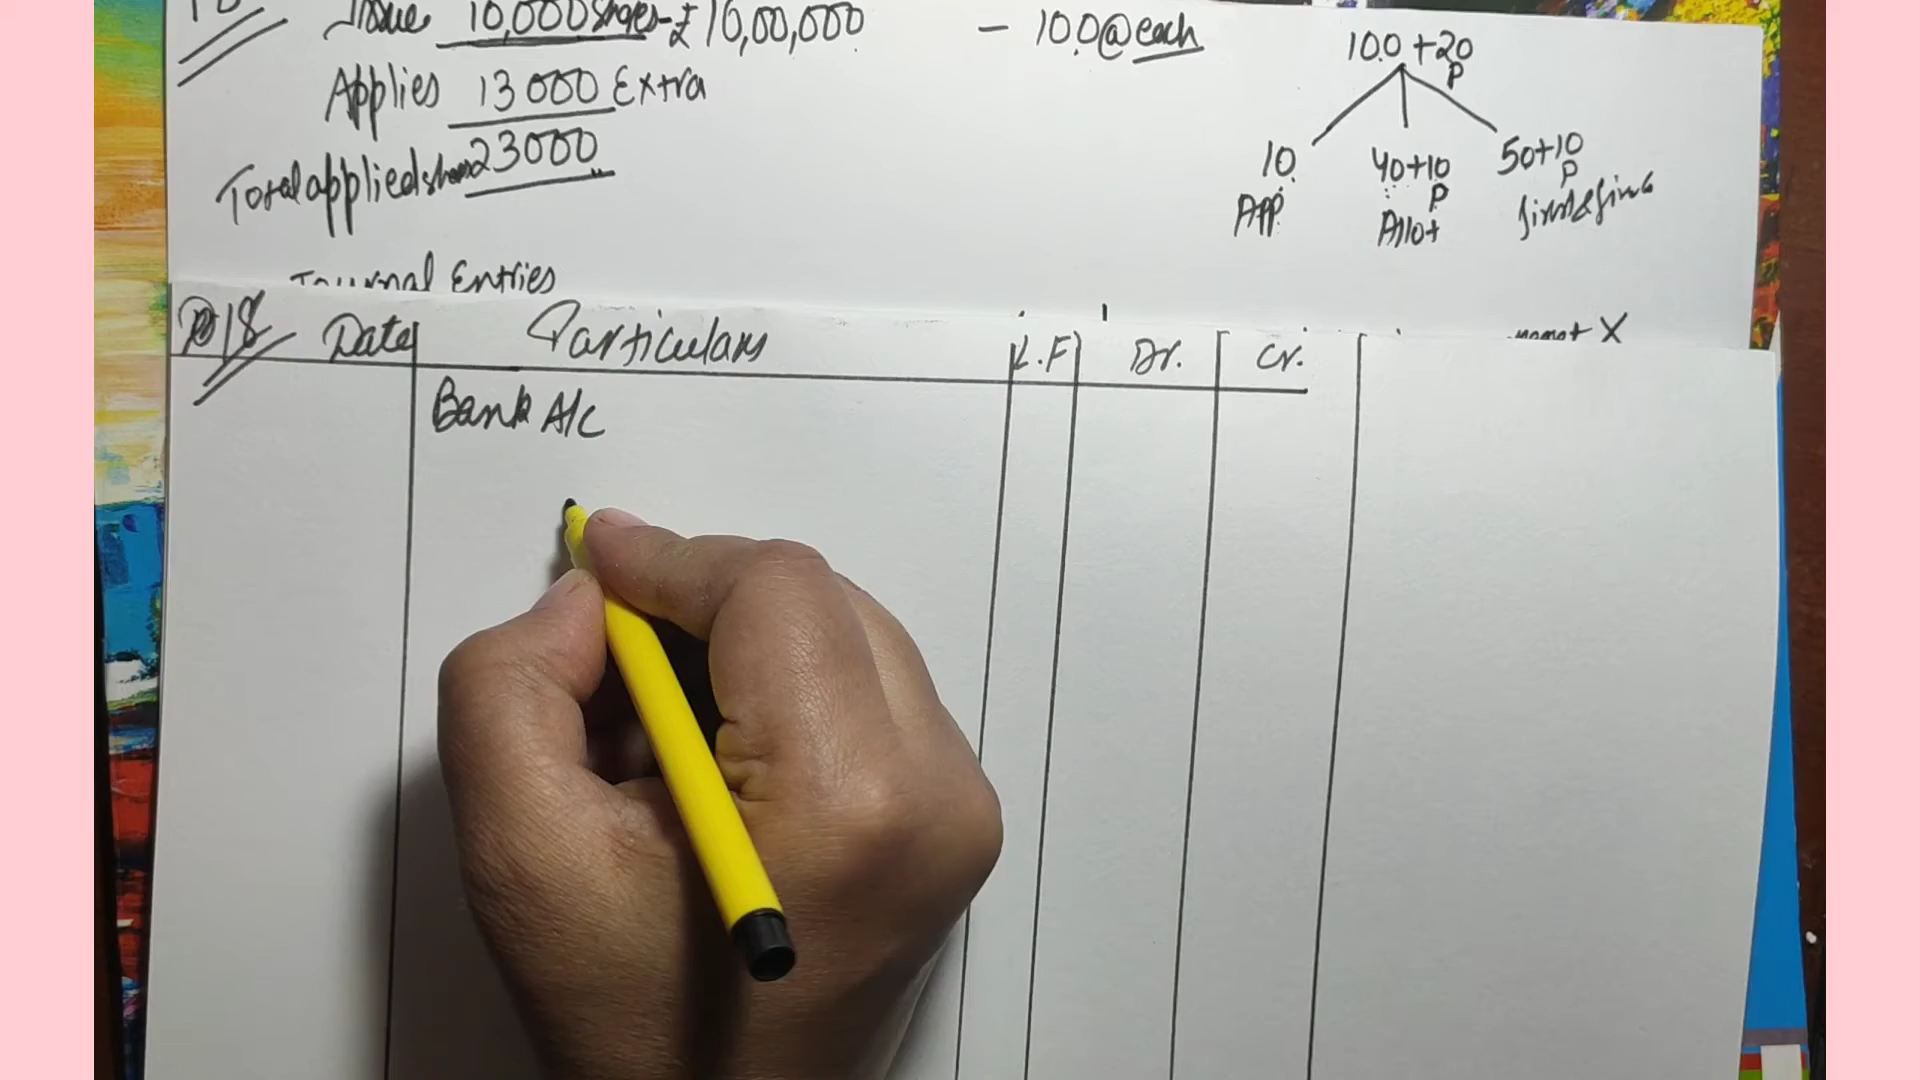 Issue 10,000 shares - ₹ 10,00,000 - 100@each
Applies 13000 Extra
Total applied shares 23000
100 + 20
P
10
App.
40+10
P
Allot
50+10
P
Journal Entries
18 Date Particulars L.F Dr. Cr.
Bank A/C